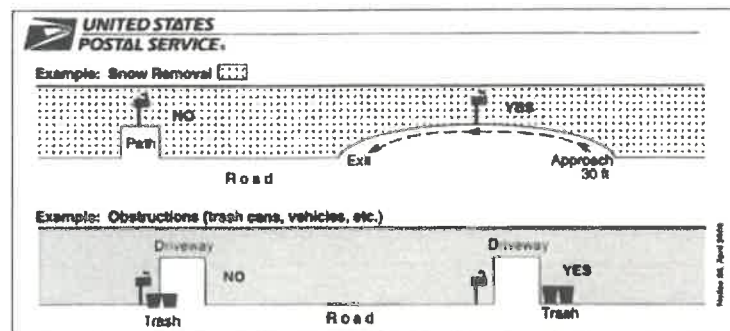 UNITED STATES
POSTAL SERVICE®
Example: Snow Removal
NO
YES
Path
Exit
Approach
30 ft
Road
Example: Obstructions (trash cans, vehicles, etc.)
Driveway
Driveway
NO
YES
Trash
Road
Trash